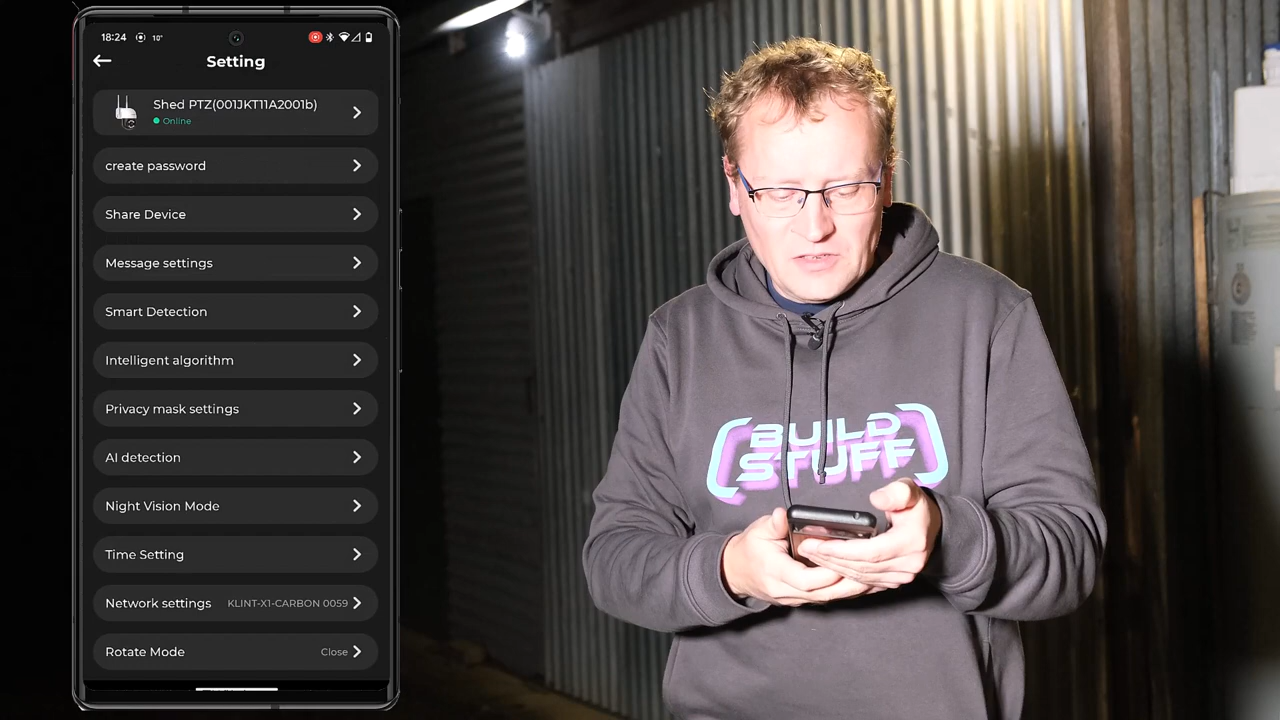 18:24 10°
Setting
Shed PTZ(001JKT11A2001b)
Online
create password
Share Device
Message settings
Smart Detection
Intelligent algorithm
Privacy mask settings
AI detection
Night Vision Mode
Time Setting
Network settings KLINT-X1-CARBON 0059
Rotate Mode Close
BUILD
STUFF